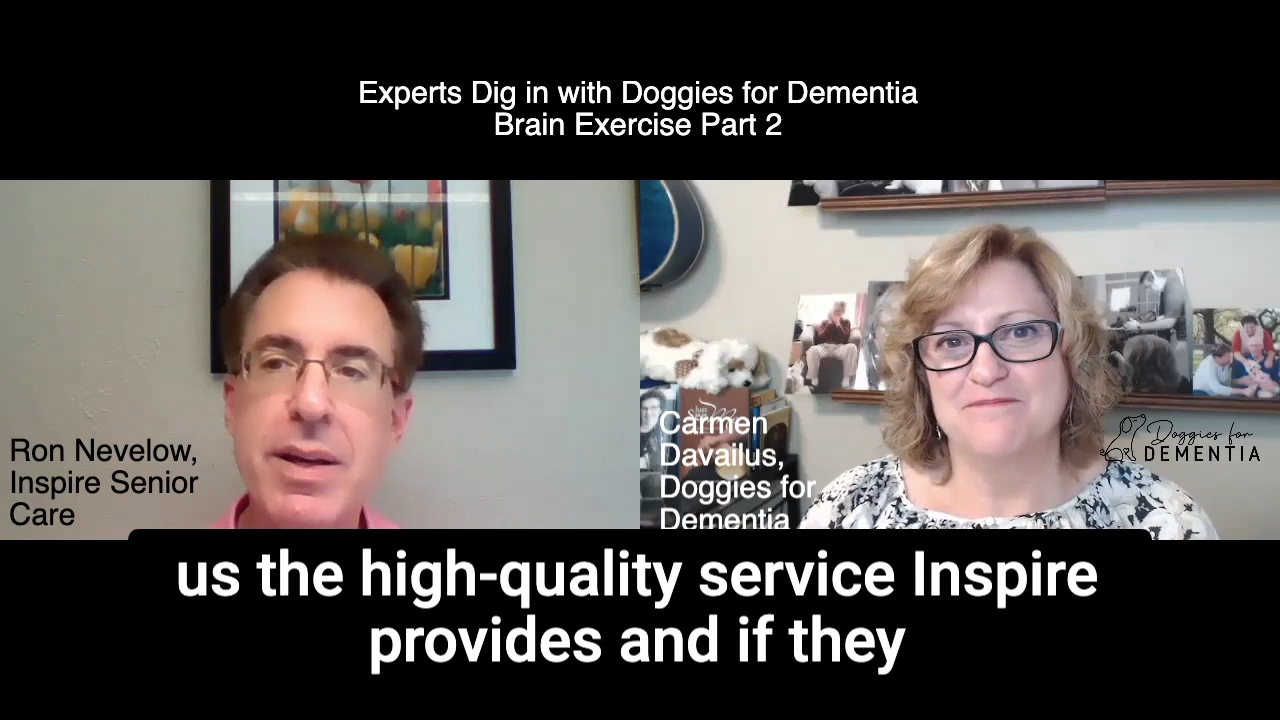 Experts Dig in with Doggies for Dementia
Brain Exercise Part 2
Ron Nevelow,
Inspire Senior
Care
Carmen
Davailus,
Doggies for
Dementia
Doggies for
DEMENTIA
us the high-quality service Inspire
provides and if they